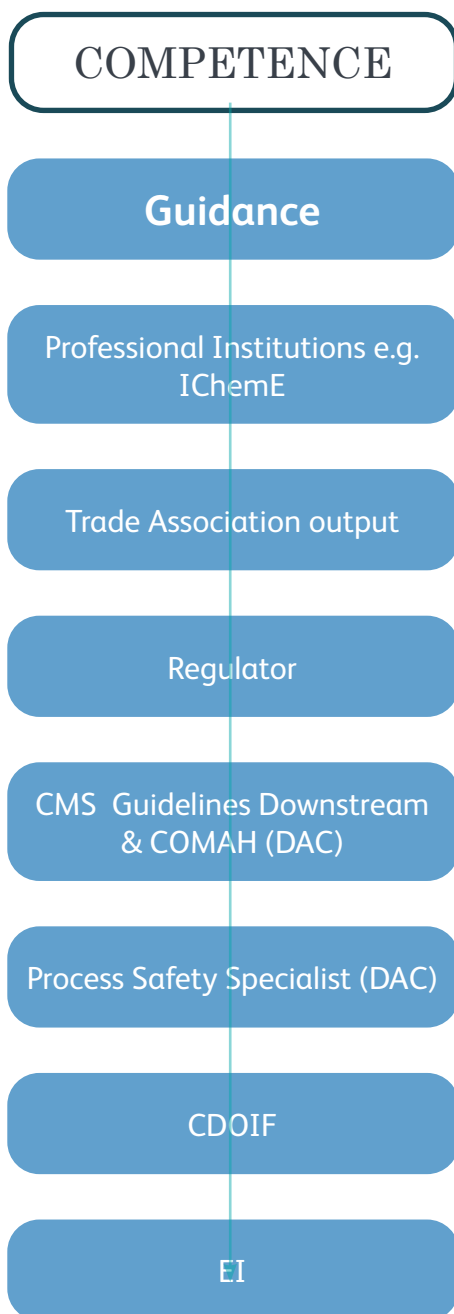 COMPETENCE
Guidance
Professional Institutions e.g.
IChemE
Trade Association output
Regulator
CMS  Guidelines Downstream
& COMAH (DAC)
Process Safety Specialist (DAC)
CDOIF
EI